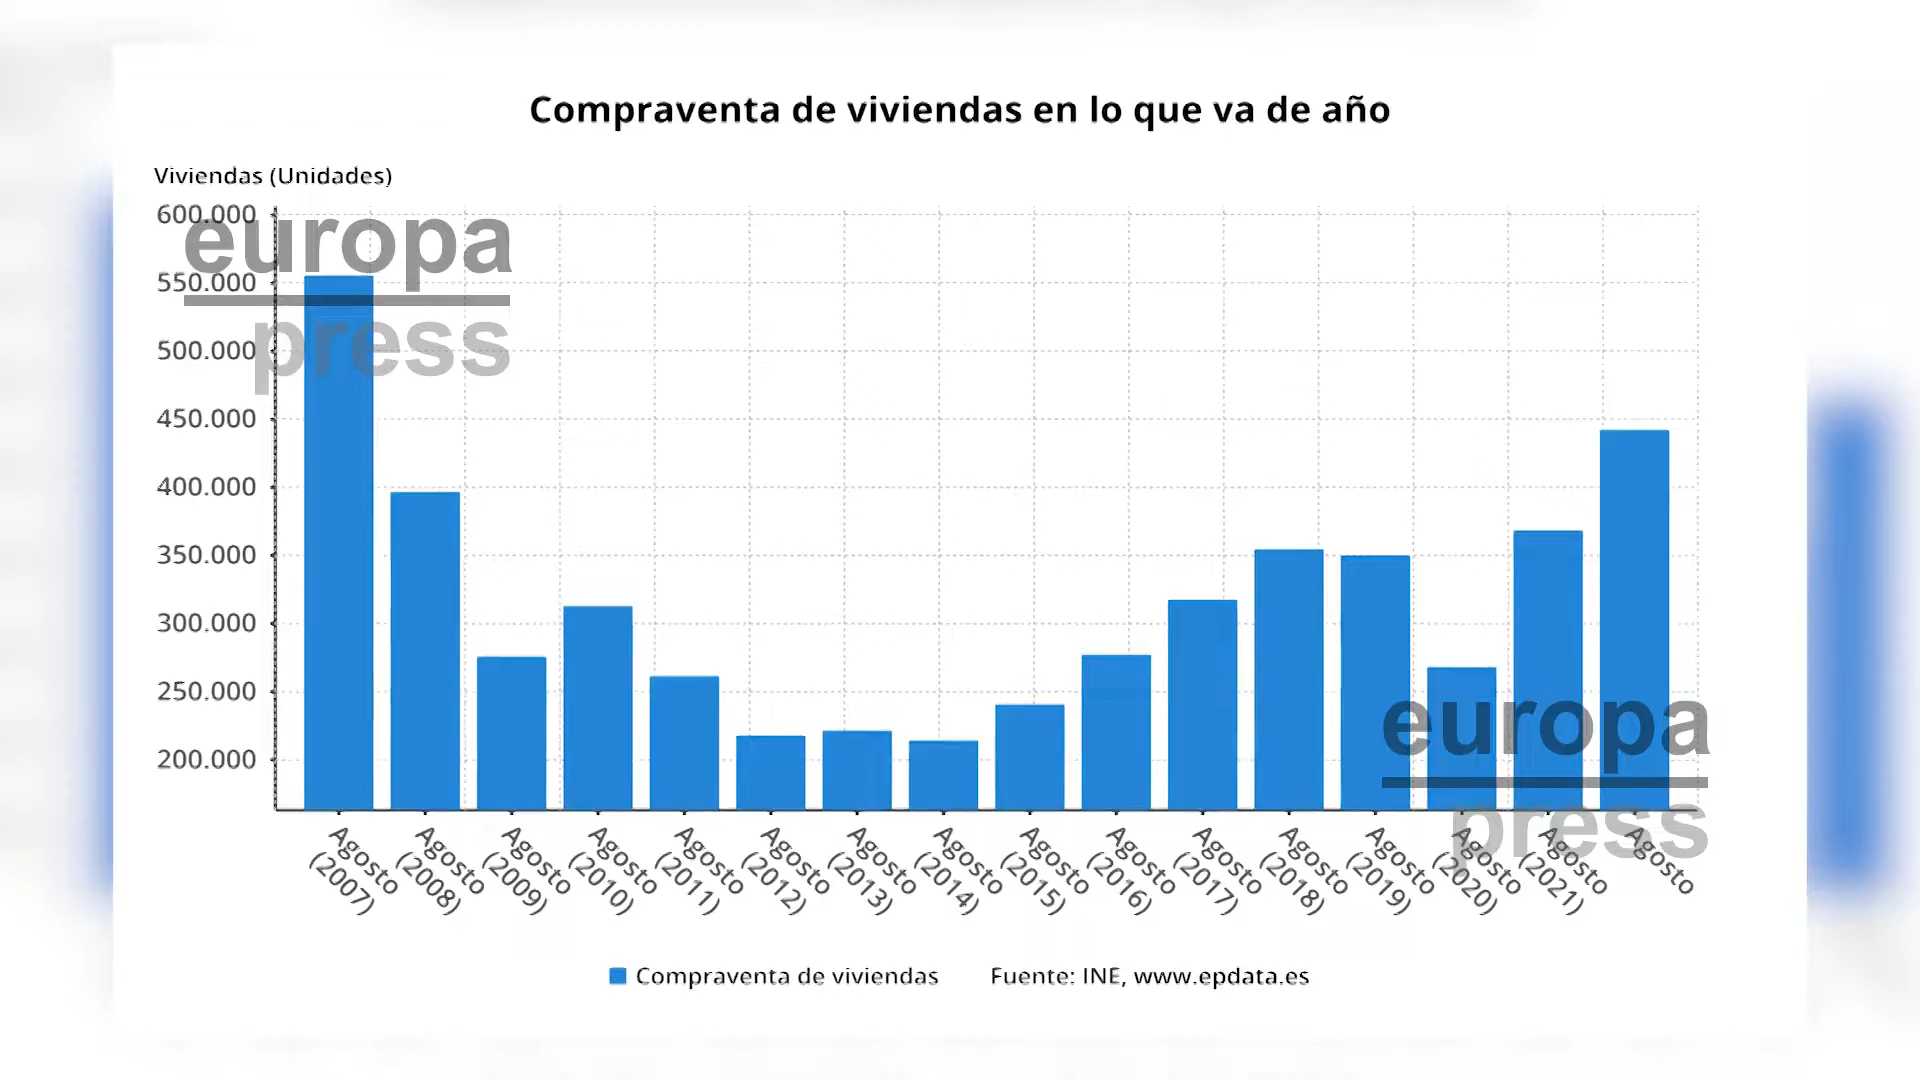 Compraventa de viviendas en lo que va de año
Viviendas (Unidades)
600.000
550.000
500.000
450.000
400.000
350.000
300.000
250.000
200.000
europa
press
europa
press
Agosto
(2007)
Agosto
(2008)
Agosto
(2009)
Agosto
(2010)
Agosto
(2011)
Agosto
(2012)
Agosto
(2013)
Agosto
(2014)
Agosto
(2015)
Agosto
(2016)
Agosto
(2017)
Agosto
(2018)
Agosto
(2019)
Agosto
(2020)
Agosto
(2021)
Agosto
Compraventa de viviendas Fuente: INE, www.epdata.es